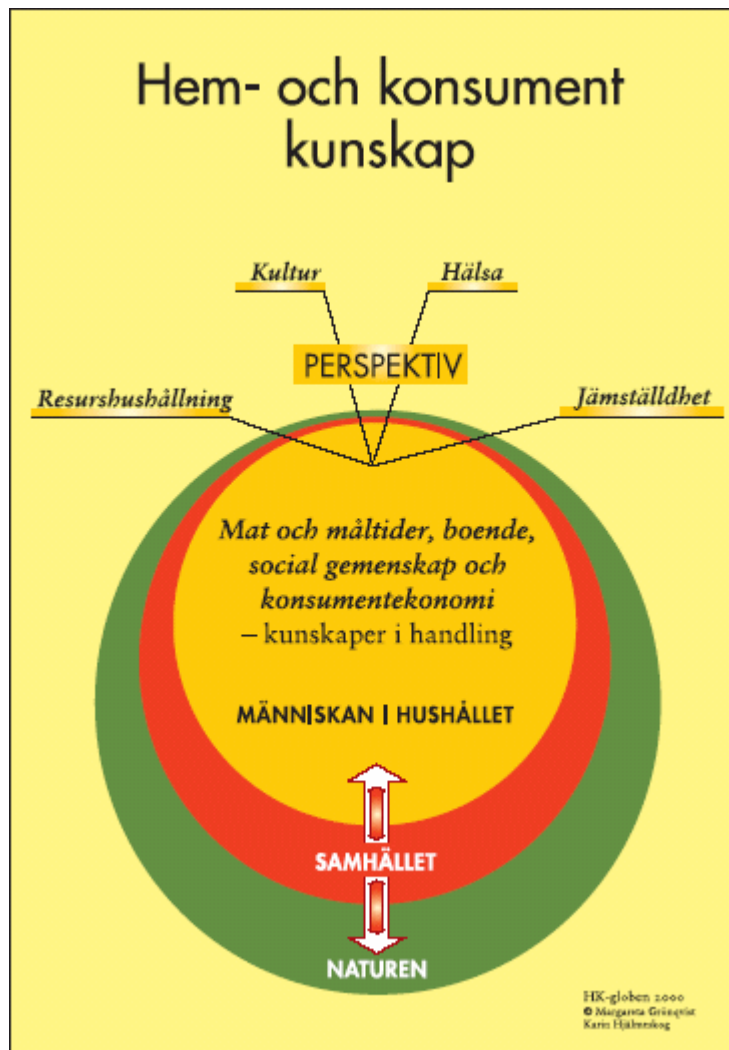 Hem- och konsument
kunskap
Kultur
Hälsa
PERSPEKTIV
Resurshushållning
Jämställdhet
Mat och måltider, boende,
social gemenskap och
konsumentekonomi
– kunskaper i handling
MÄNNISKAN I HUSHÅLLET
SAMHÄLLET
NATUREN
HK-globen 2000
© Margareta Grönqvist
Karin Hjälmeskog